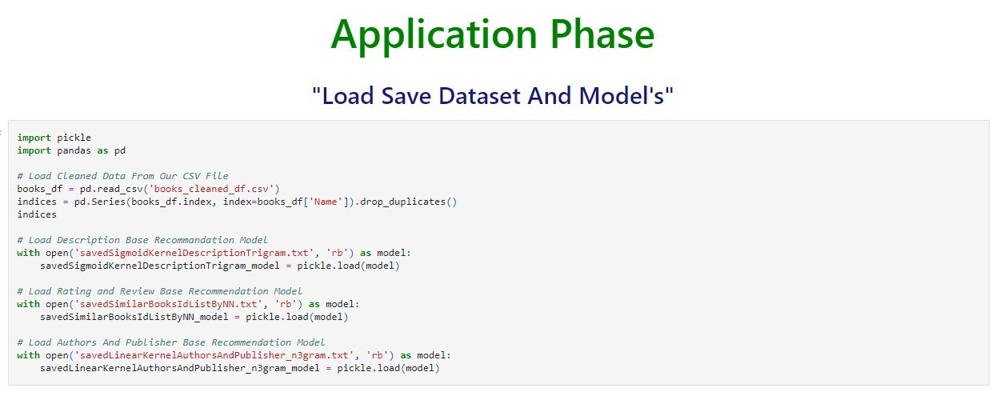 Application Phase
"Load Save Dataset And Model's"
import pickle
import pandas as pd
# Load Cleaned Data From Our CSV File
books_df = pd.read_csv('books_cleaned_df.csv')
indices = pd.Series(books_df.index, index=books_df['Name']).drop_duplicates()
indices
# Load Description Base Recommandation Model
with open('savedSigmoidKernelDescriptionTrigram.txt', 'rb') as model:
    savedSigmoidKernelDescriptionTrigram_model = pickle.load(model)
# Load Rating and Review Base Recommendation Model
with open('savedSimilarBooksIdListByNN.txt', 'rb') as model:
    savedSimilarBooksIdListByNN_model = pickle.load(model)
# Load Authors And Publisher Base Recommendation Model
with open('savedLinearKernelAuthorsAndPublisher_n3gram.txt', 'rb') as model:
    savedLinearKernelAuthorsAndPublisher_n3gram_model = pickle.load(model)